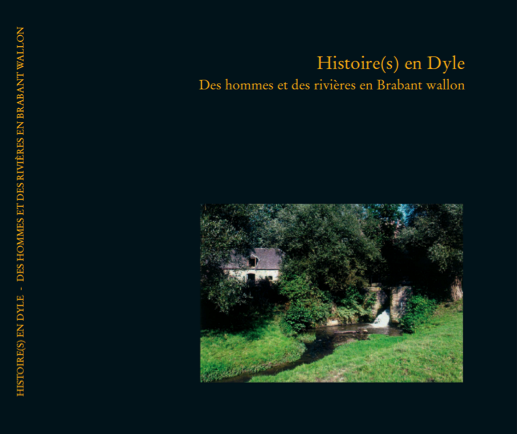 HISTOIRE(S) EN DYLE - DES HOMMES ET DES RIVIÈRES EN BRABANT WALLON
Histoire(s) en Dyle
Des hommes et des rivières en Brabant wallon